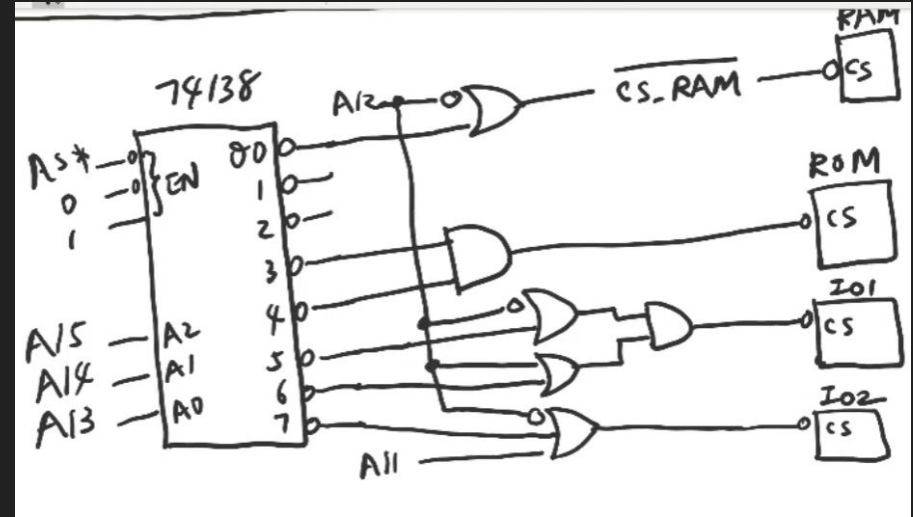 RAM
CS
74138
A12
CS_RAM
AS*
0
1
EN
00
1
2
3
4
5
6
7
ROM
CS
IO1
CS
A15
A14
A13
A2
A1
A0
IO2
CS
A11